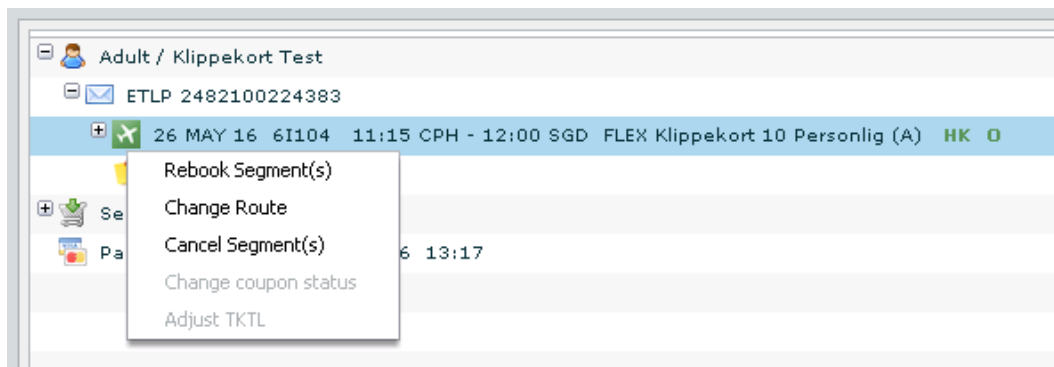 Adult / Klippekort Test
ETLP 2482100224383
26 MAY 16 6I104 11:15 CPH - 12:00 SGD FLEX Klippekort 10 Personlig (A) HK O
Rebook Segment(s)
Se
Change Route
Pa
Cancel Segment(s)
6 13:17
Change coupon status
Adjust TKTL